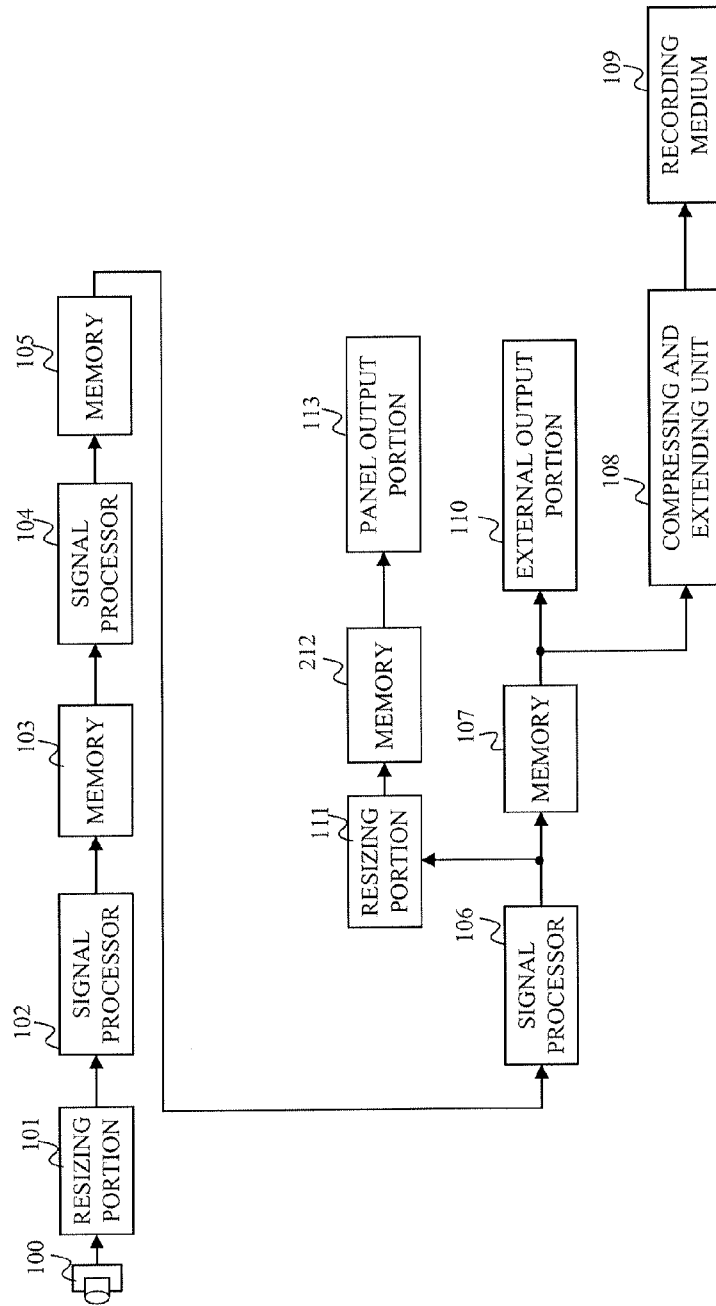 100
101
RESIZING
PORTION
102
SIGNAL
PROCESSOR
103
MEMORY
104
SIGNAL
PROCESSOR
105
MEMORY
106
SIGNAL
PROCESSOR
111
RESIZING
PORTION
212
MEMORY
113
PANEL OUTPUT
PORTION
107
MEMORY
110
EXTERNAL OUTPUT
PORTION
108
COMPRESSING AND
EXTENDING UNIT
109
RECORDING
MEDIUM